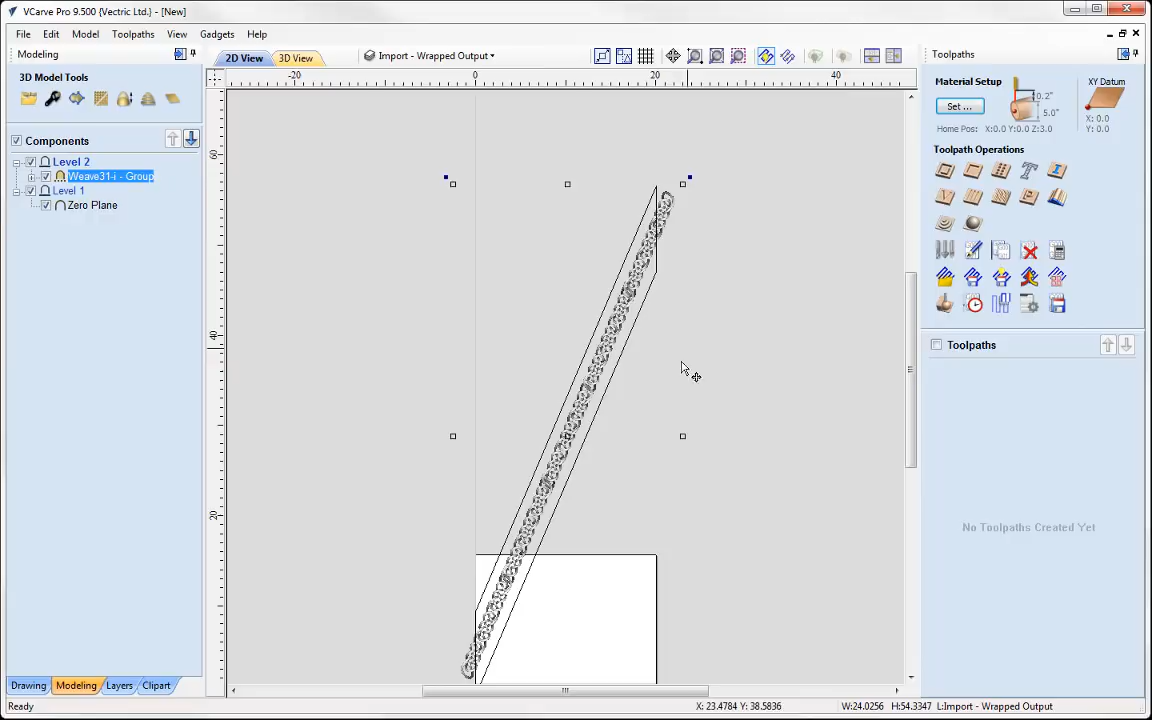 VCarve Pro 9.500 {Vectric Ltd.} - [New]
File Edit Model Toolpaths View Gadgets Help
Modeling
2D View 3D View Import - Wrapped Output
Toolpaths
3D Model Tools
Components
Level 2
Weave31-i - Group
Level 1
Zero Plane
-20 0 20 40
60
40
20
Material Setup
Set ...
0.2"
5.0"
Home Pos: X:0.0 Y:0.0 Z:3.0
XY Datum
X: 0.0
Y: 0.0
Toolpath Operations
Toolpaths
No Toolpaths Created Yet
Drawing Modeling Layers Clipart
Ready X: 23.4784 Y: 38.5836 W:24.0256 H:54.3347 L:Import - Wrapped Output